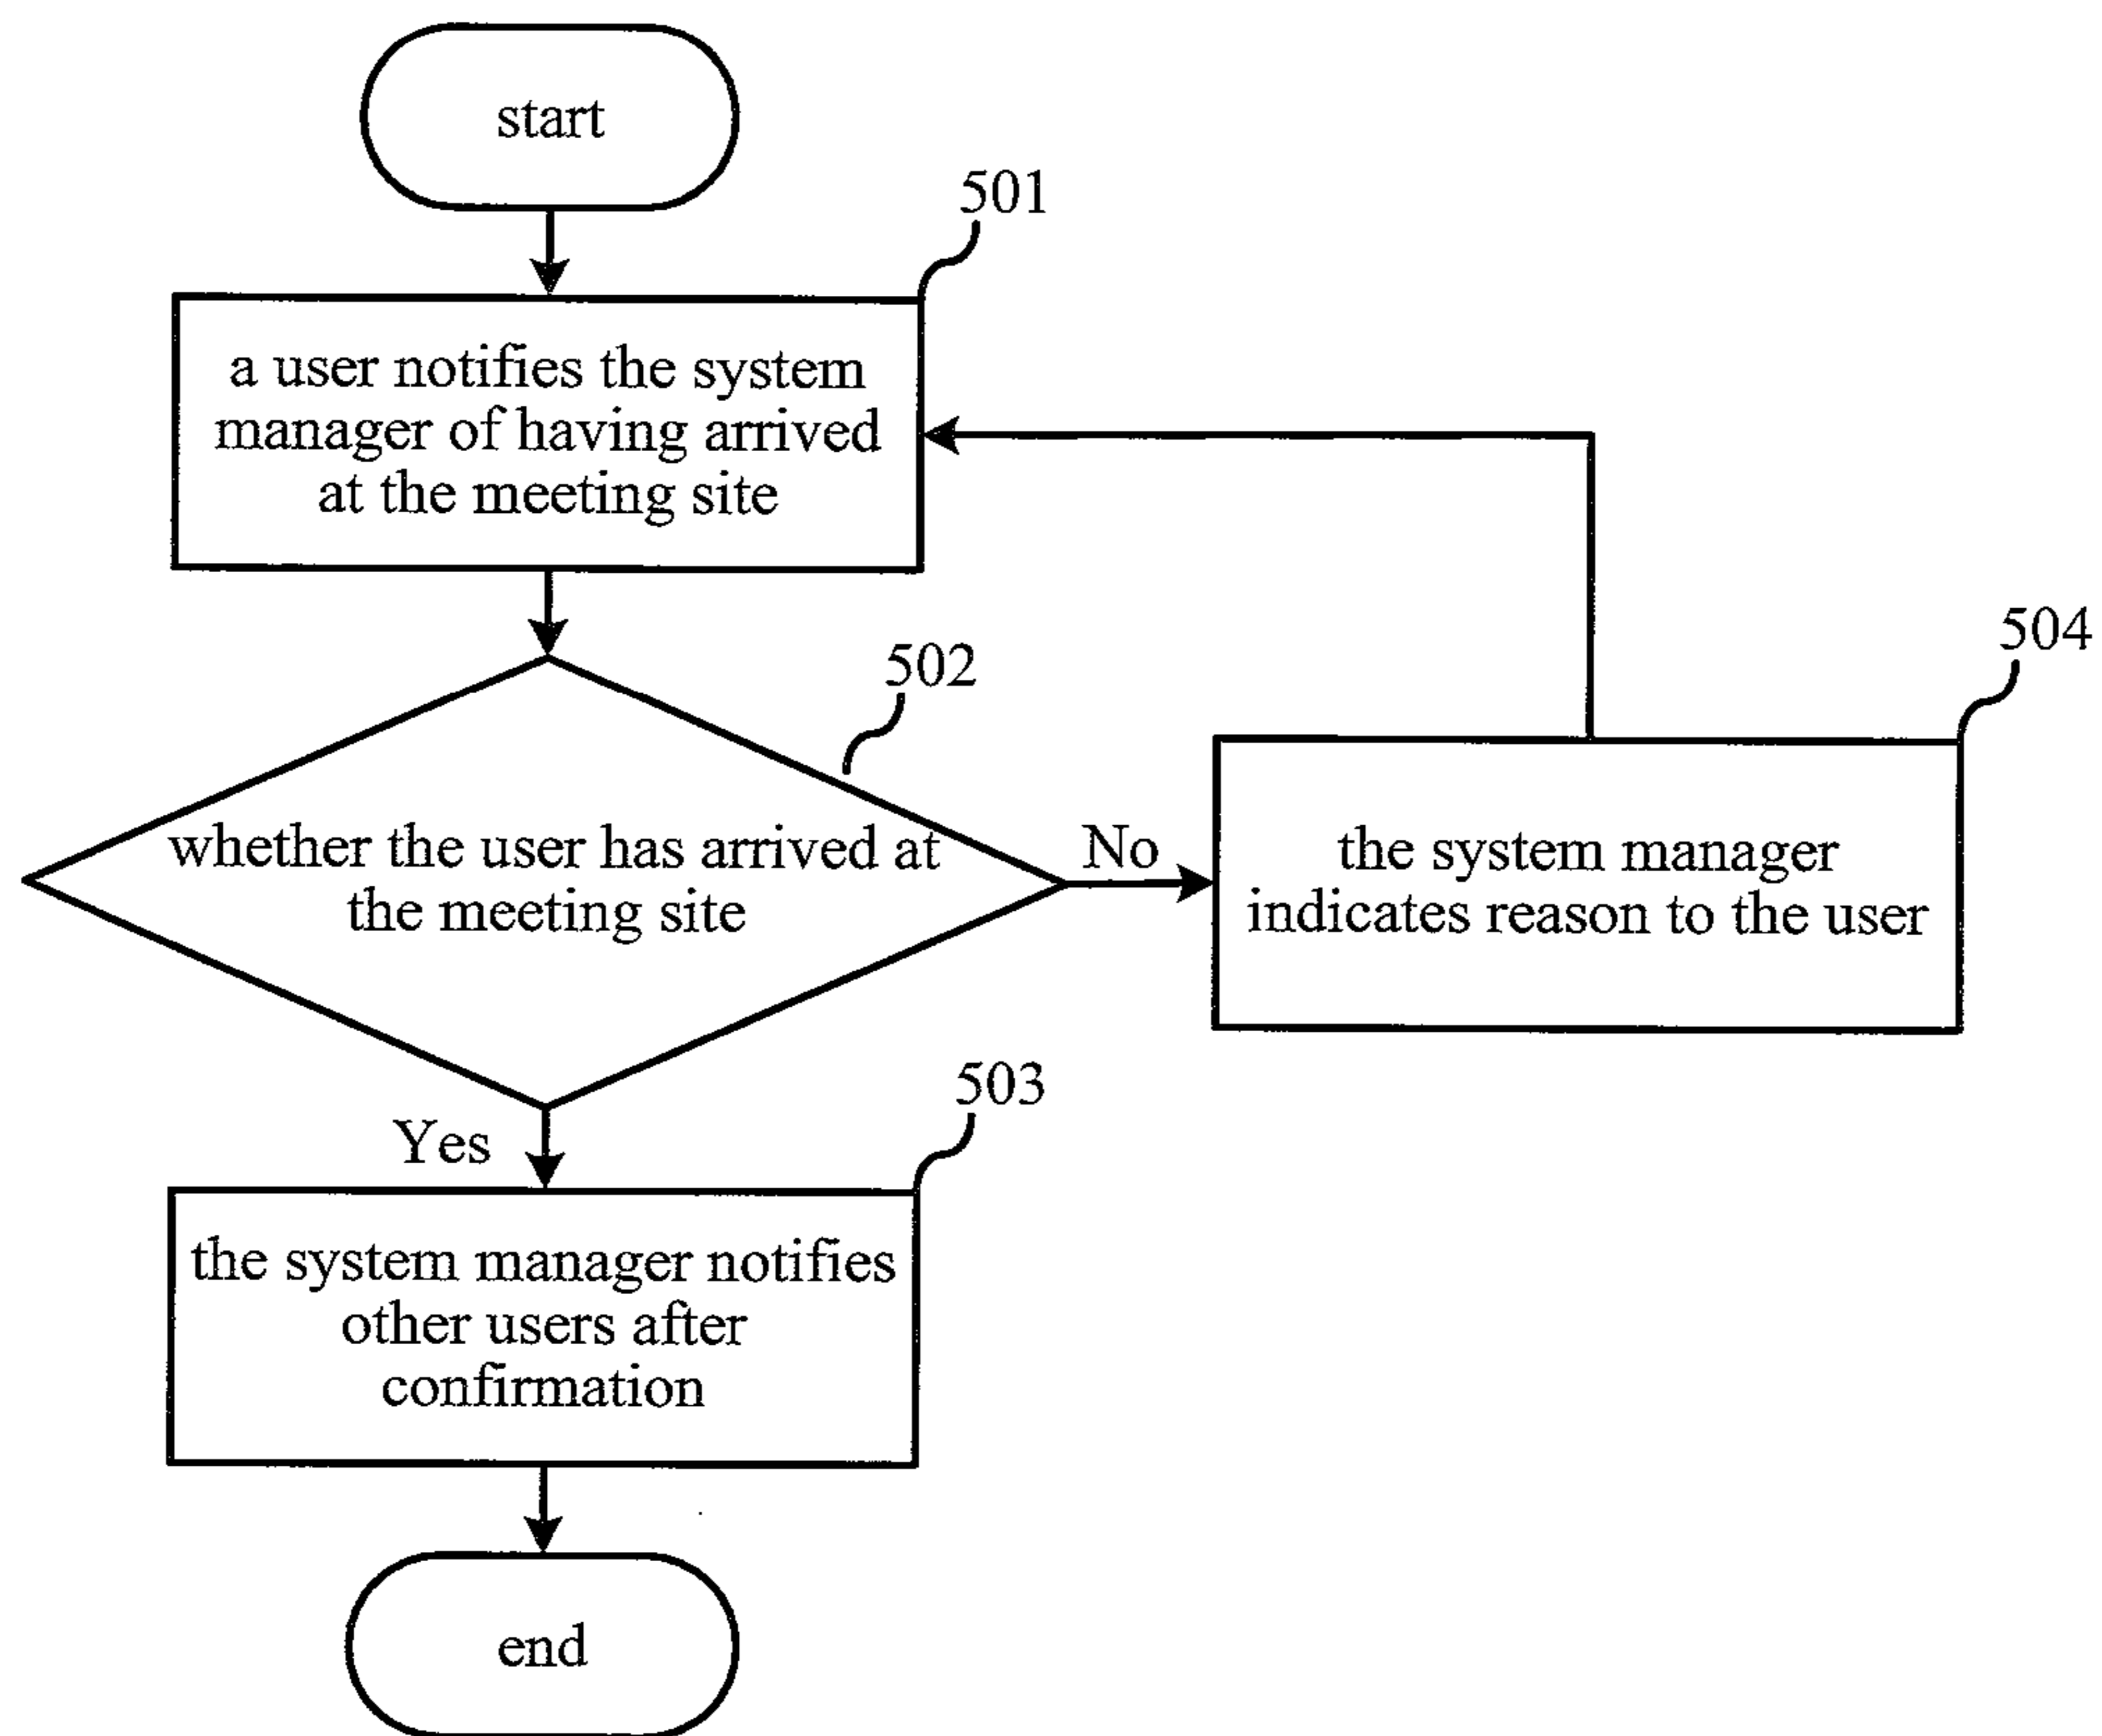 start
501
a user notifies the system
manager of having arrived
at the meeting site
502
whether the user has arrived at
the meeting site
No
504
the system manager
indicates reason to the user
Yes
503
the system manager notifies
other users after
confirmation
end